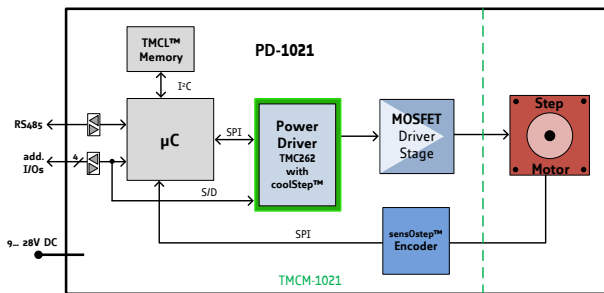 PD-1021
TMCL™
Memory
I²C
RS485
add.
I/Os
4
µC
SPI
S/D
Power
Driver
TMC262
with
coolStep™
MOSFET
Driver
Stage
Step
Motor
SPI
sensOstep™
Encoder
9... 28V DC
TMCM-1021